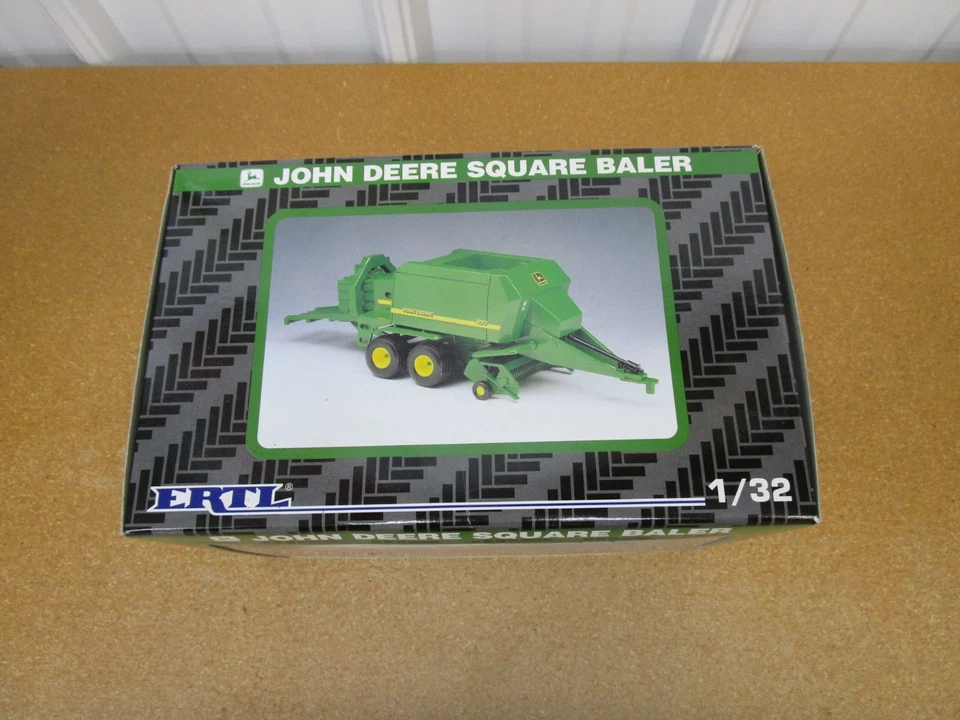 JOHN DEERE SQUARE BALER
ERTL®
1/32
JOHN DEERE SQUARE BALER